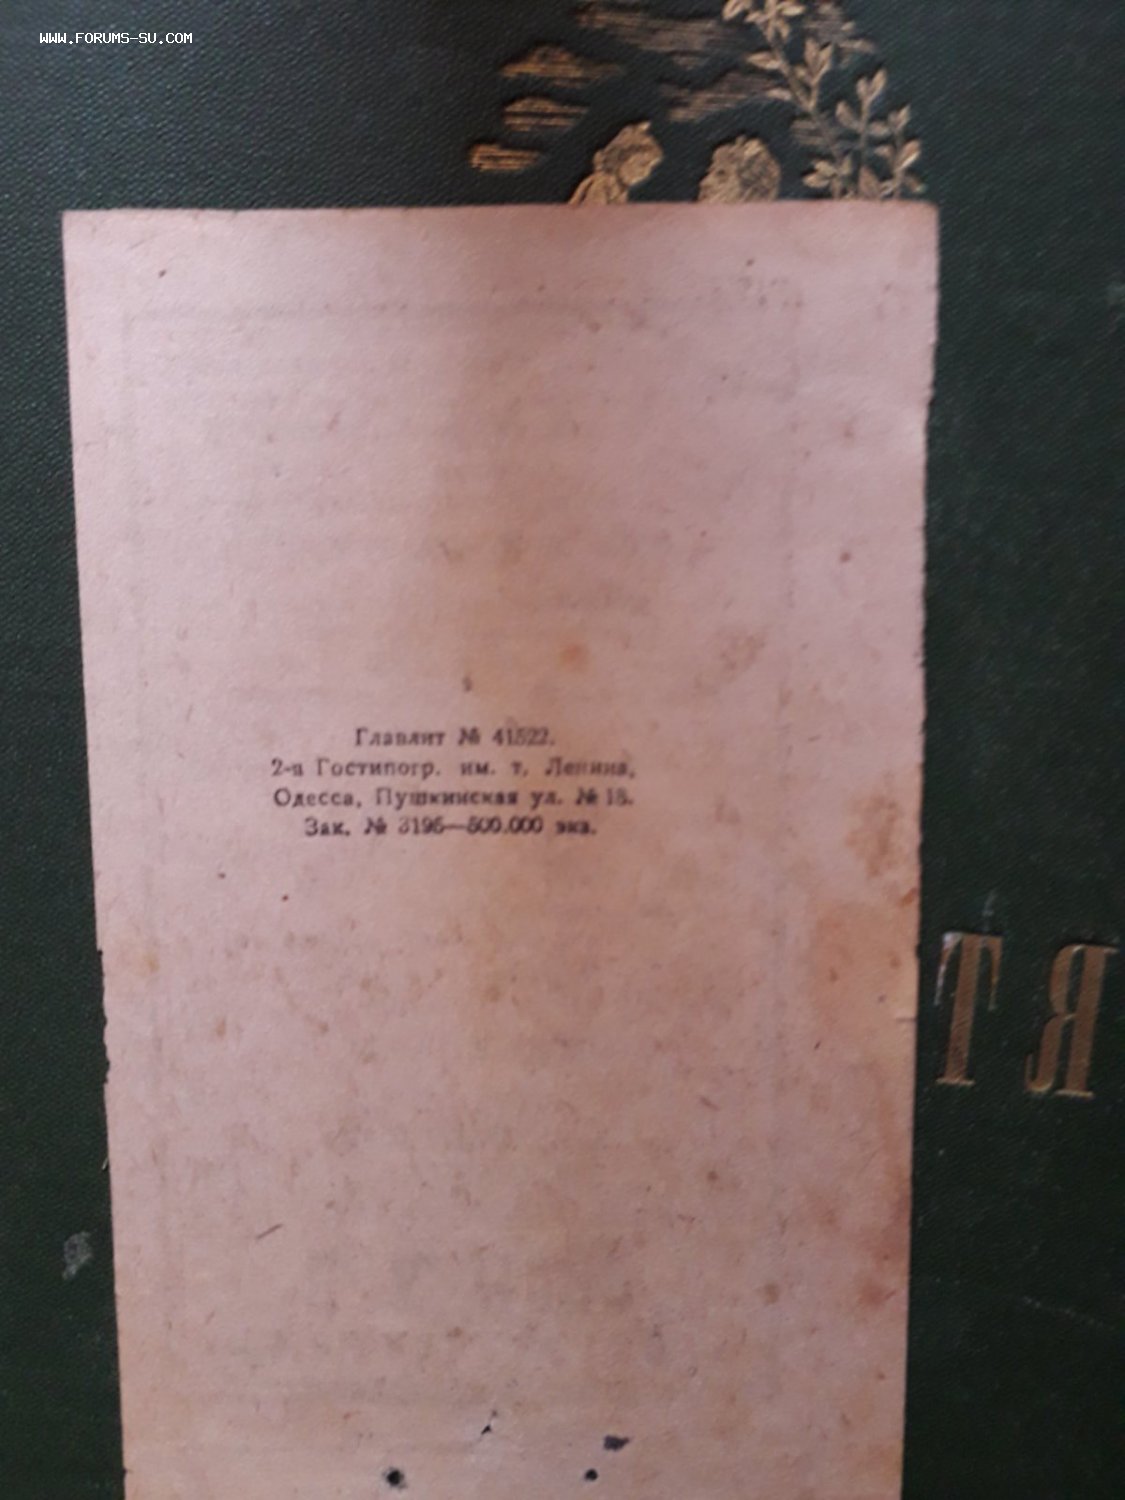 WWW.FORUMS-SU.COM
Главлит № 41522.
2-я Гостипогр. им. т. Ленина,
Одесса, Пушкинская ул. № 18.
Зак. № 3195—500.000 экз.
ТЯ